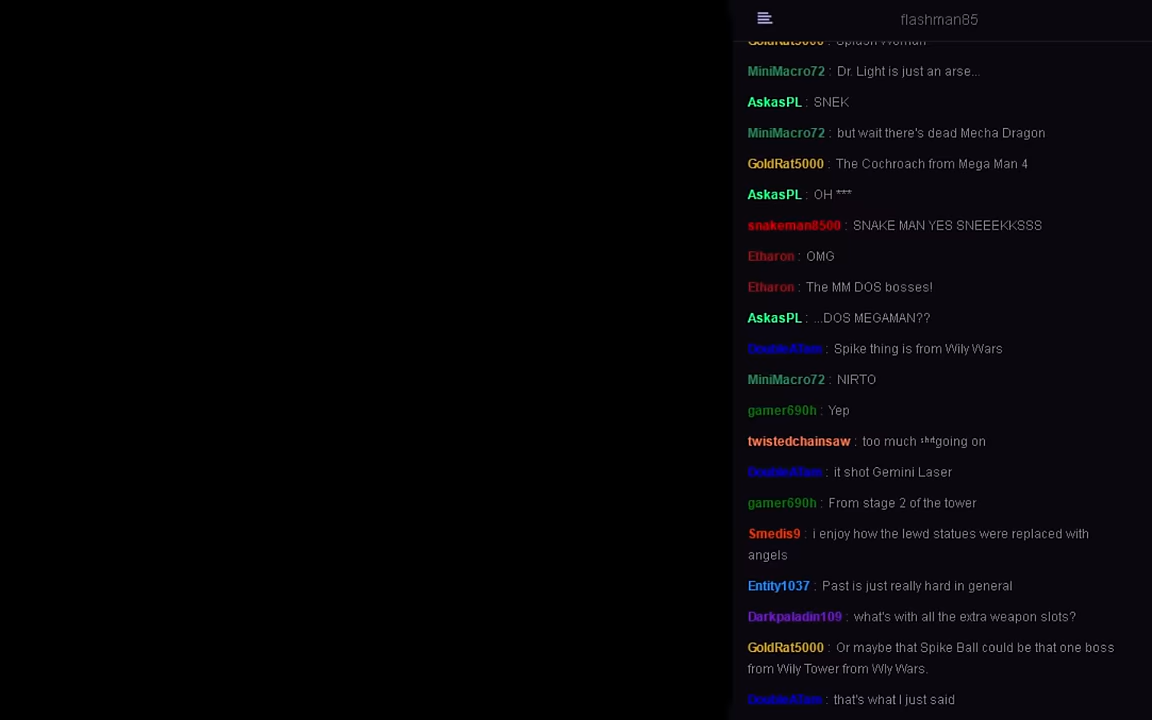 flashman85
GoldRat5000 : Splash Woman
MiniMacro72 : Dr. Light is just an arse...
AskasPL : SNEK
MiniMacro72 : but wait there's dead Mecha Dragon
GoldRat5000 : The Cochroach from Mega Man 4
AskasPL : OH ***
snakeman8500 : SNAKE MAN YES SNEEEKKSSS
Etharon : OMG
Etharon : The MM DOS bosses!
AskasPL : ...DOS MEGAMAN??
: Spike thing is from Wily Wars
MiniMacro72 : NIRTO
gamer690h : Yep
twistedchainsaw : too much going on
: it shot Gemini Laser
gamer690h : From stage 2 of the tower
Smedis9 : i enjoy how the lewd statues were replaced with
angels
Entity1037 : Past is just really hard in general
Darkpaladin109 : what's with all the extra weapon slots?
GoldRat5000 : Or maybe that Spike Ball could be that one boss
from Wily Tower from Wly Wars.
: that's what I just said